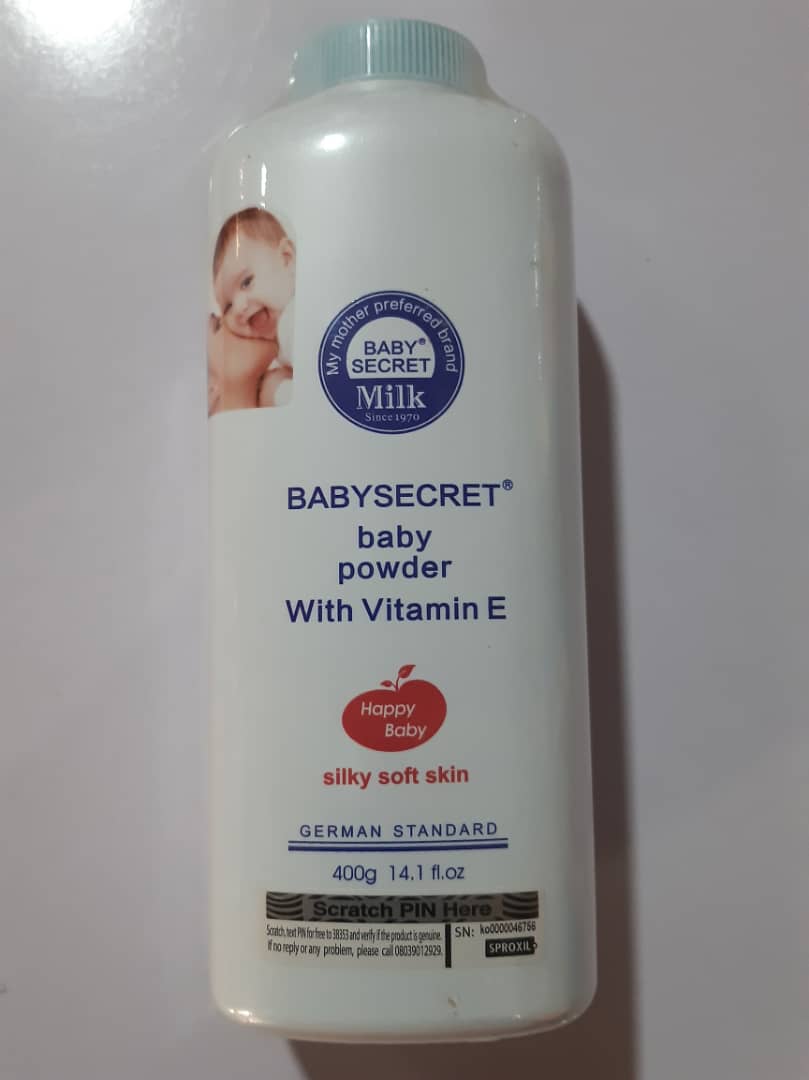 My mother preferred brand
BABY®
SECRET
Milk
Since 1970
BABYSECRET®
baby
powder
With Vitamin E
Happy
Baby
silky soft skin
GERMAN STANDARD
400g 14.1 fl.oz
Scratch PIN Here
Scratch, text PIN for free to 38353 and verify if the product is genuine.
If no reply or any problem, please call 08039012929.
SN: ko0000046766
SPROXIL